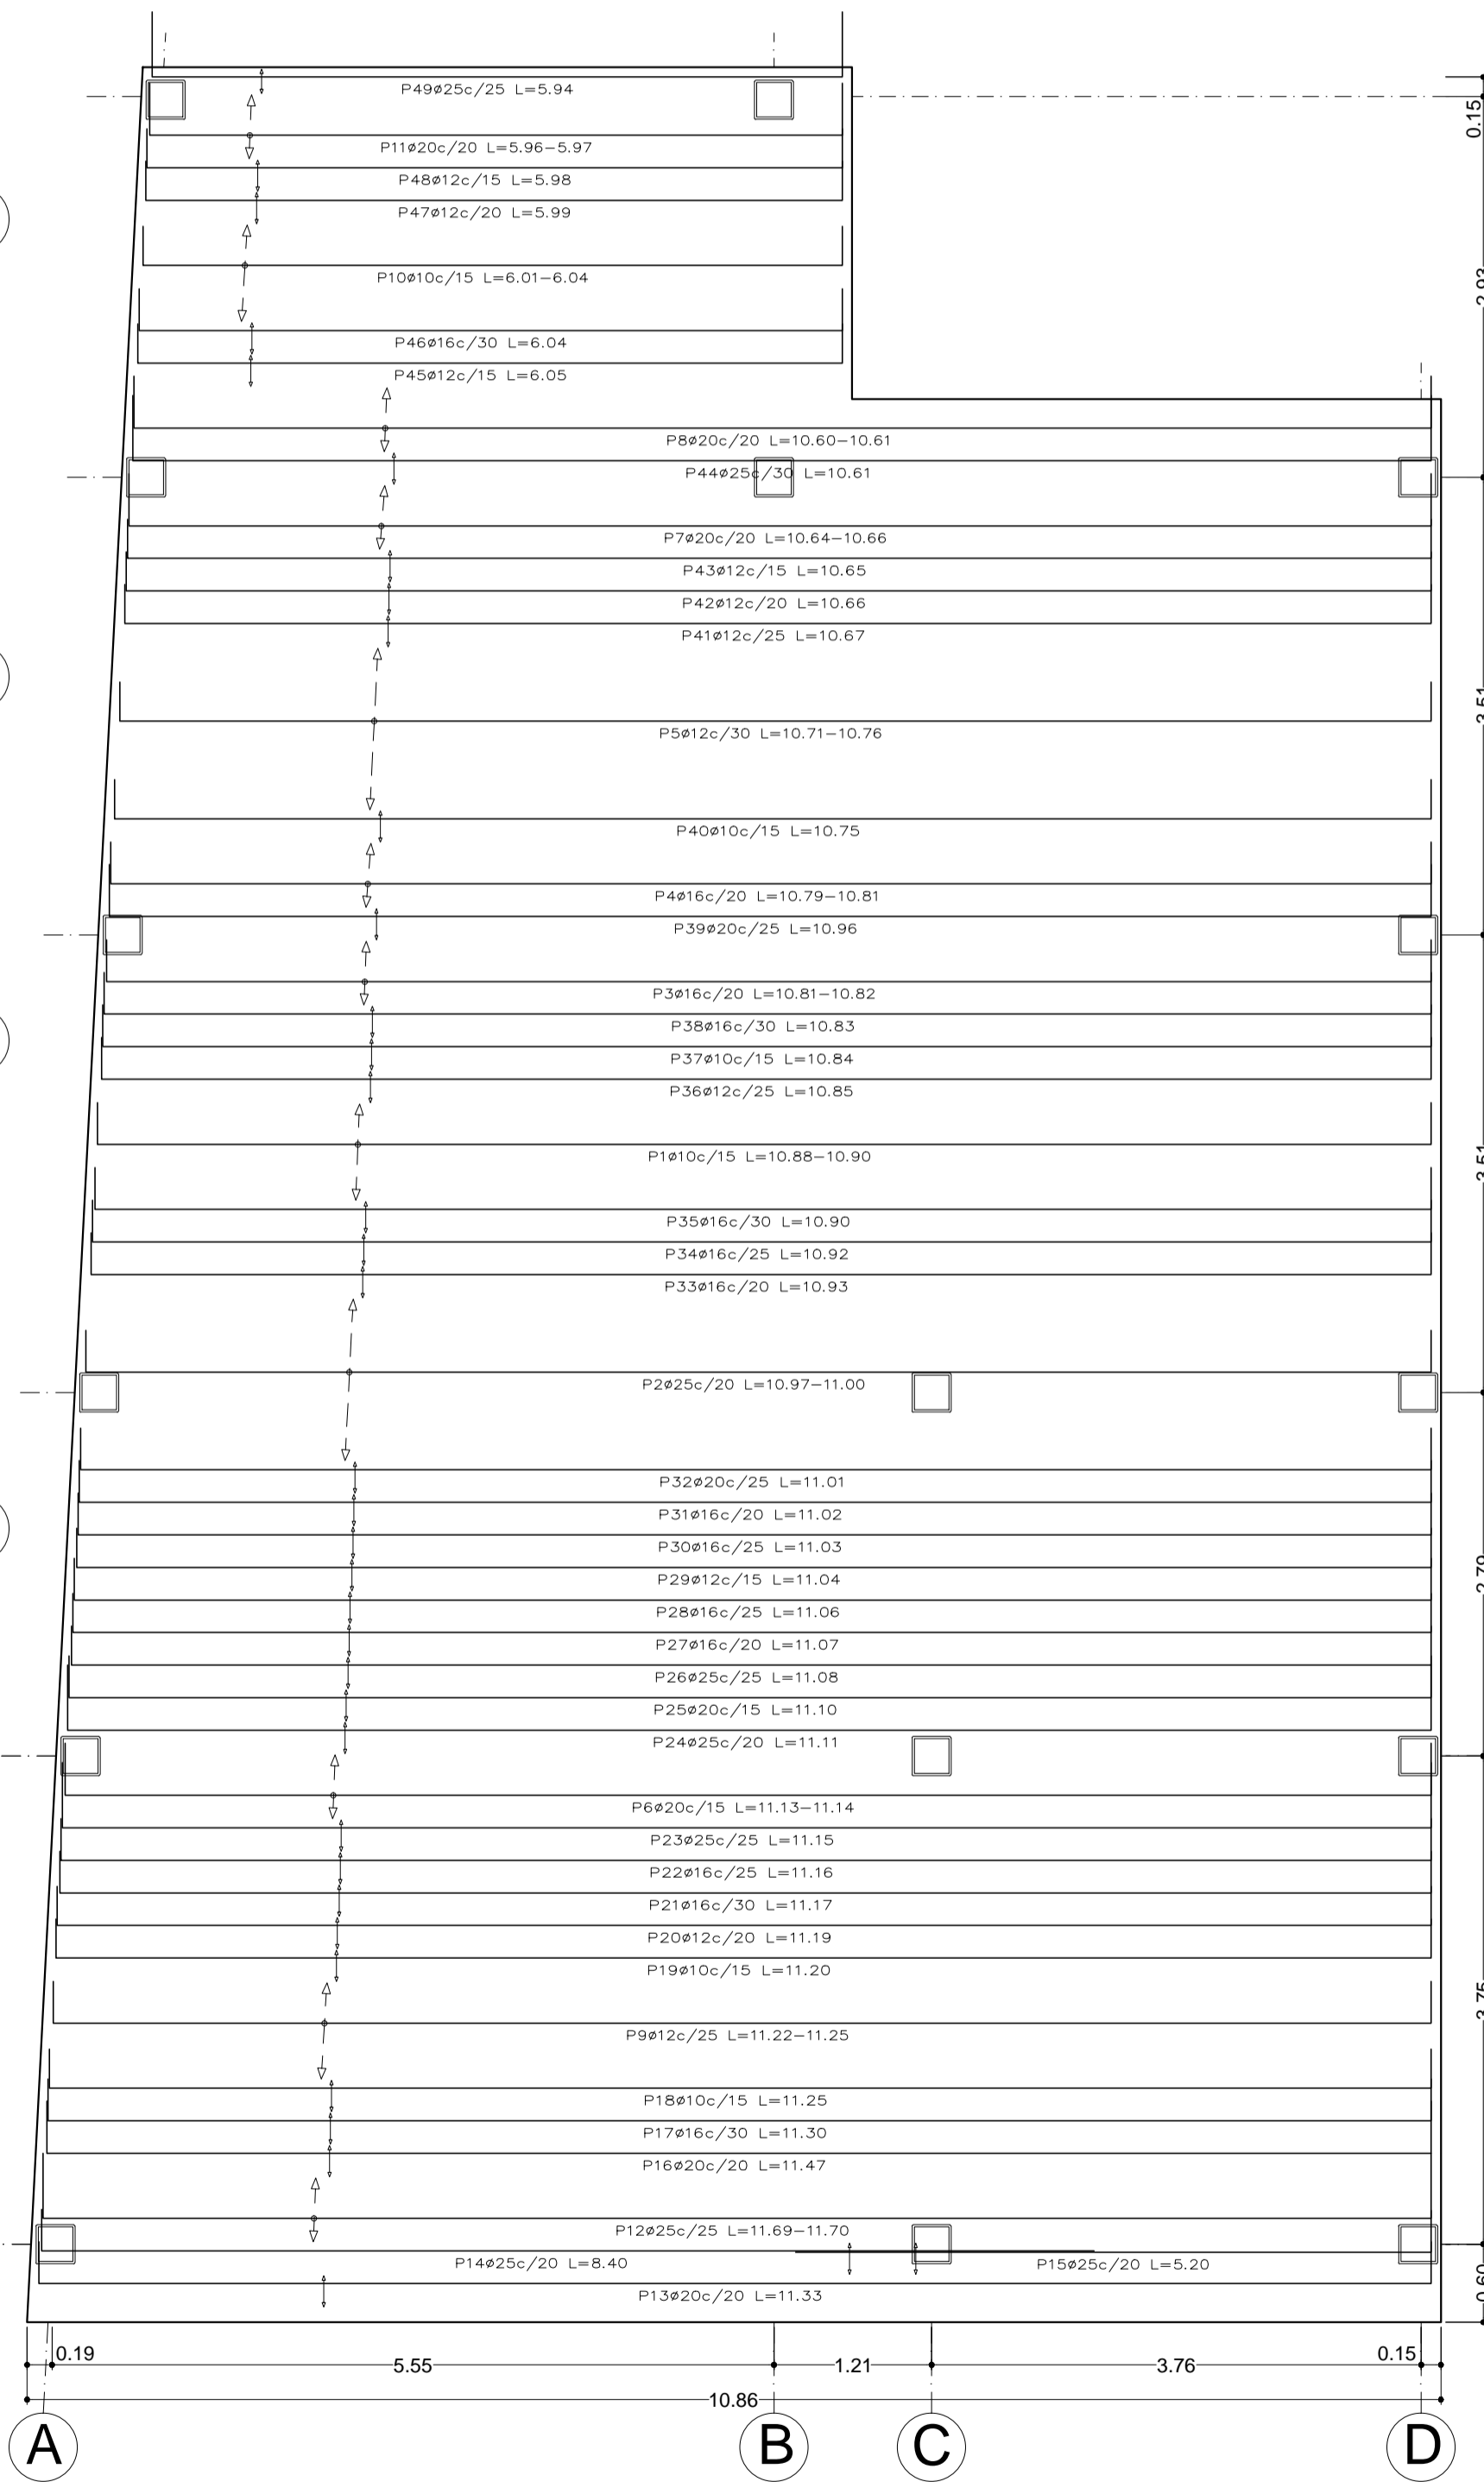 P49ø25c/25 L=5.94
0.15
P11ø20c/20 L=5.96-5.97
P48ø12c/15 L=5.98
P47ø12c/20 L=5.99
P10ø10c/15 L=6.01-6.04
2.93
P46ø16c/30 L=6.04
P45ø12c/15 L=6.05
P8ø20c/20 L=10.60-10.61
P44ø25c/30 L=10.61
P7ø20c/20 L=10.64-10.66
P43ø12c/15 L=10.65
P42ø12c/20 L=10.66
P41ø12c/25 L=10.67
3.51
P5ø12c/30 L=10.71-10.76
P40ø10c/15 L=10.75
P4ø16c/20 L=10.79-10.81
P39ø20c/25 L=10.96
P3ø16c/20 L=10.81-10.82
P38ø16c/30 L=10.83
P37ø10c/15 L=10.84
P36ø12c/25 L=10.85
P1ø10c/15 L=10.88-10.90
3.51
P35ø16c/30 L=10.90
P34ø16c/25 L=10.92
P33ø16c/20 L=10.93
P2ø25c/20 L=10.97-11.00
P32ø20c/25 L=11.01
P31ø16c/20 L=11.02
P30ø16c/25 L=11.03
P29ø12c/15 L=11.04
2.79
P28ø16c/25 L=11.06
P27ø16c/20 L=11.07
P26ø25c/25 L=11.08
P25ø20c/15 L=11.10
P24ø25c/20 L=11.11
P6ø20c/15 L=11.13-11.14
P23ø25c/25 L=11.15
P22ø16c/25 L=11.16
P21ø16c/30 L=11.17
P20ø12c/20 L=11.19
P19ø10c/15 L=11.20
3.75
P9ø12c/25 L=11.22-11.25
P18ø10c/15 L=11.25
P17ø16c/30 L=11.30
P16ø20c/20 L=11.47
P12ø25c/25 L=11.69-11.70
P14ø25c/20 L=8.40
P15ø25c/20 L=5.20
P13ø20c/20 L=11.33
0.60
0.19
5.55
1.21
3.76
0.15
10.86
A
B
C
D